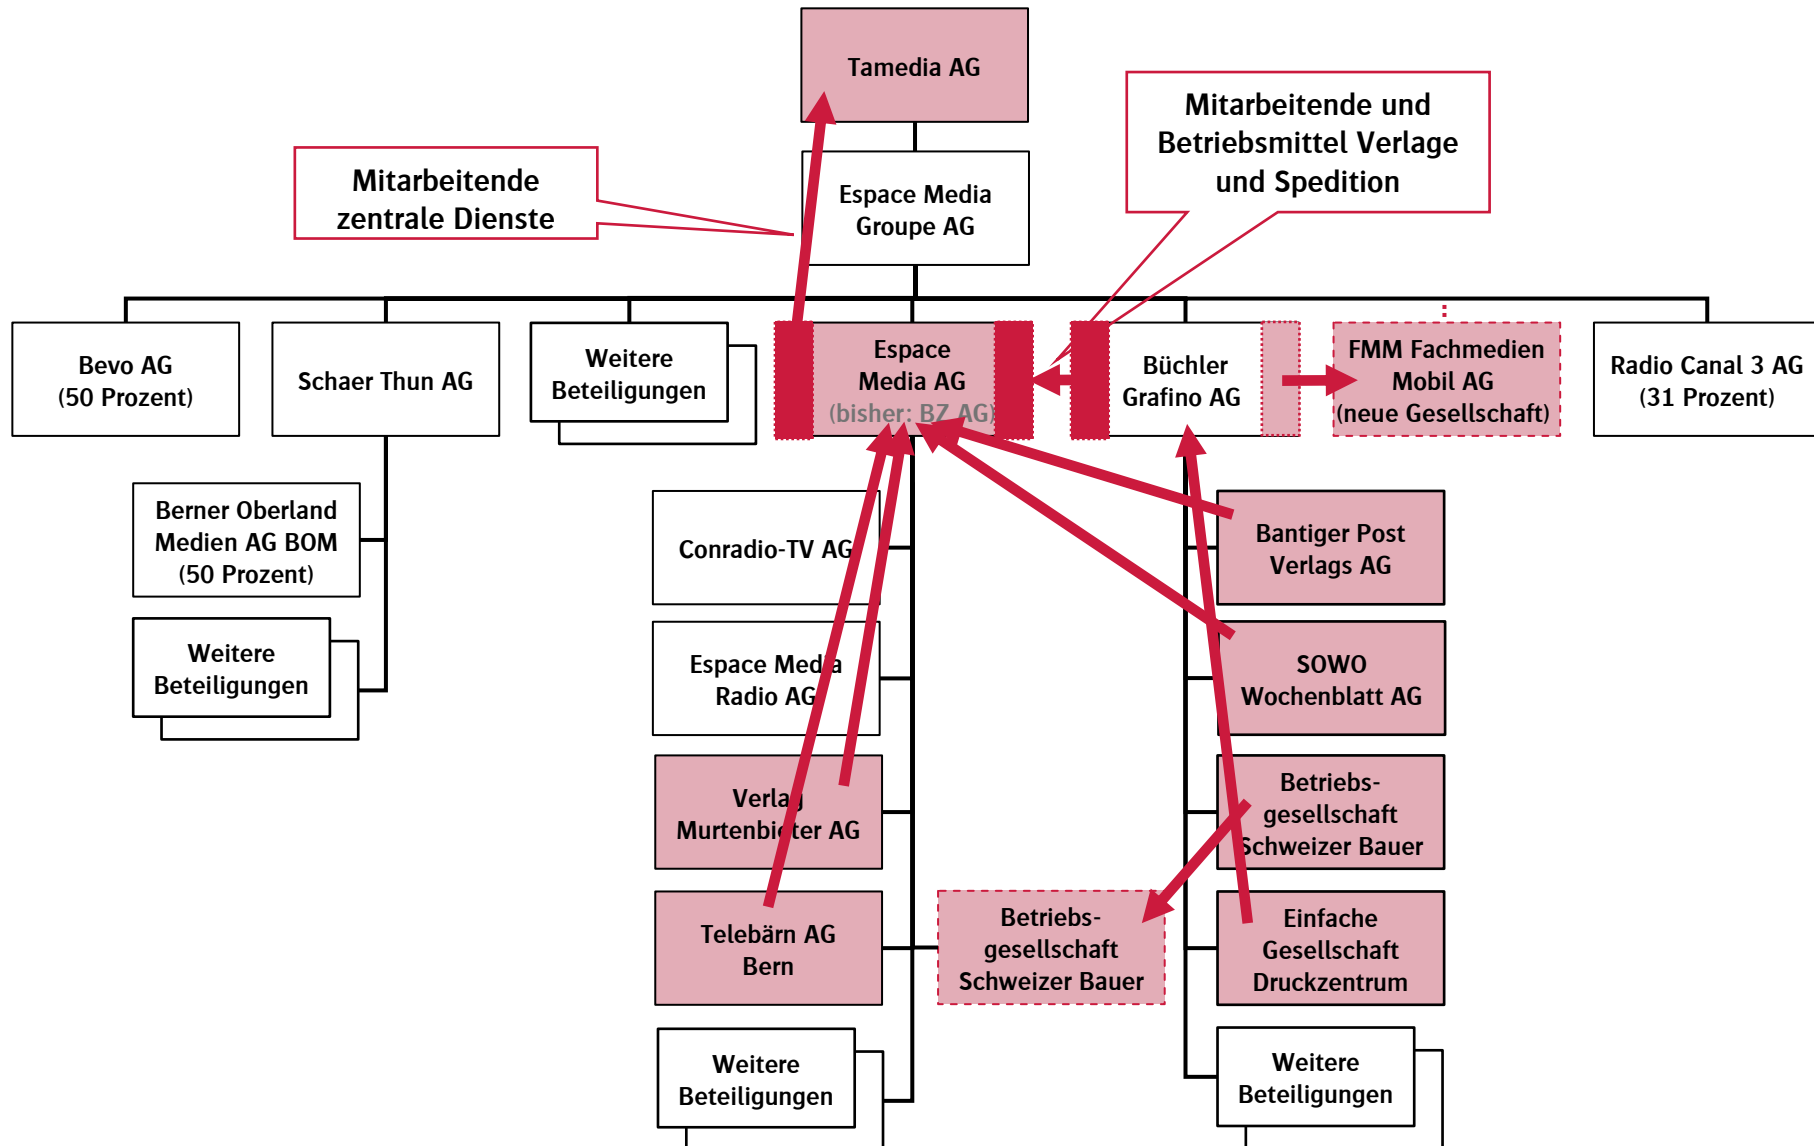 Tamedia AG
Mitarbeitende und
Betriebsmittel Verlage
und Spedition
Mitarbeitende
zentrale Dienste
Espace Media
Groupe AG
Bevo AG
(50 Prozent)
Schaer Thun AG
Weitere
Beteiligungen
Espace
Media AG
(bisher: BZ AG)
Büchler
Grafino AG
FMM Fachmedien
Mobil AG
(neue Gesellschaft)
Radio Canal 3 AG
(31 Prozent)
Berner Oberland
Medien AG BOM
(50 Prozent)
Weitere
Beteiligungen
Conradio-TV AG
Espace Media
Radio AG
Verlag
Murtenbieter AG
Telebärn AG
Bern
Weitere
Beteiligungen
Betriebs-
gesellschaft
Schweizer Bauer
Bantiger Post
Verlags AG
SOWO
Wochenblatt AG
Betriebs-
gesellschaft
Schweizer Bauer
Einfache
Gesellschaft
Druckzentrum
Weitere
Beteiligungen